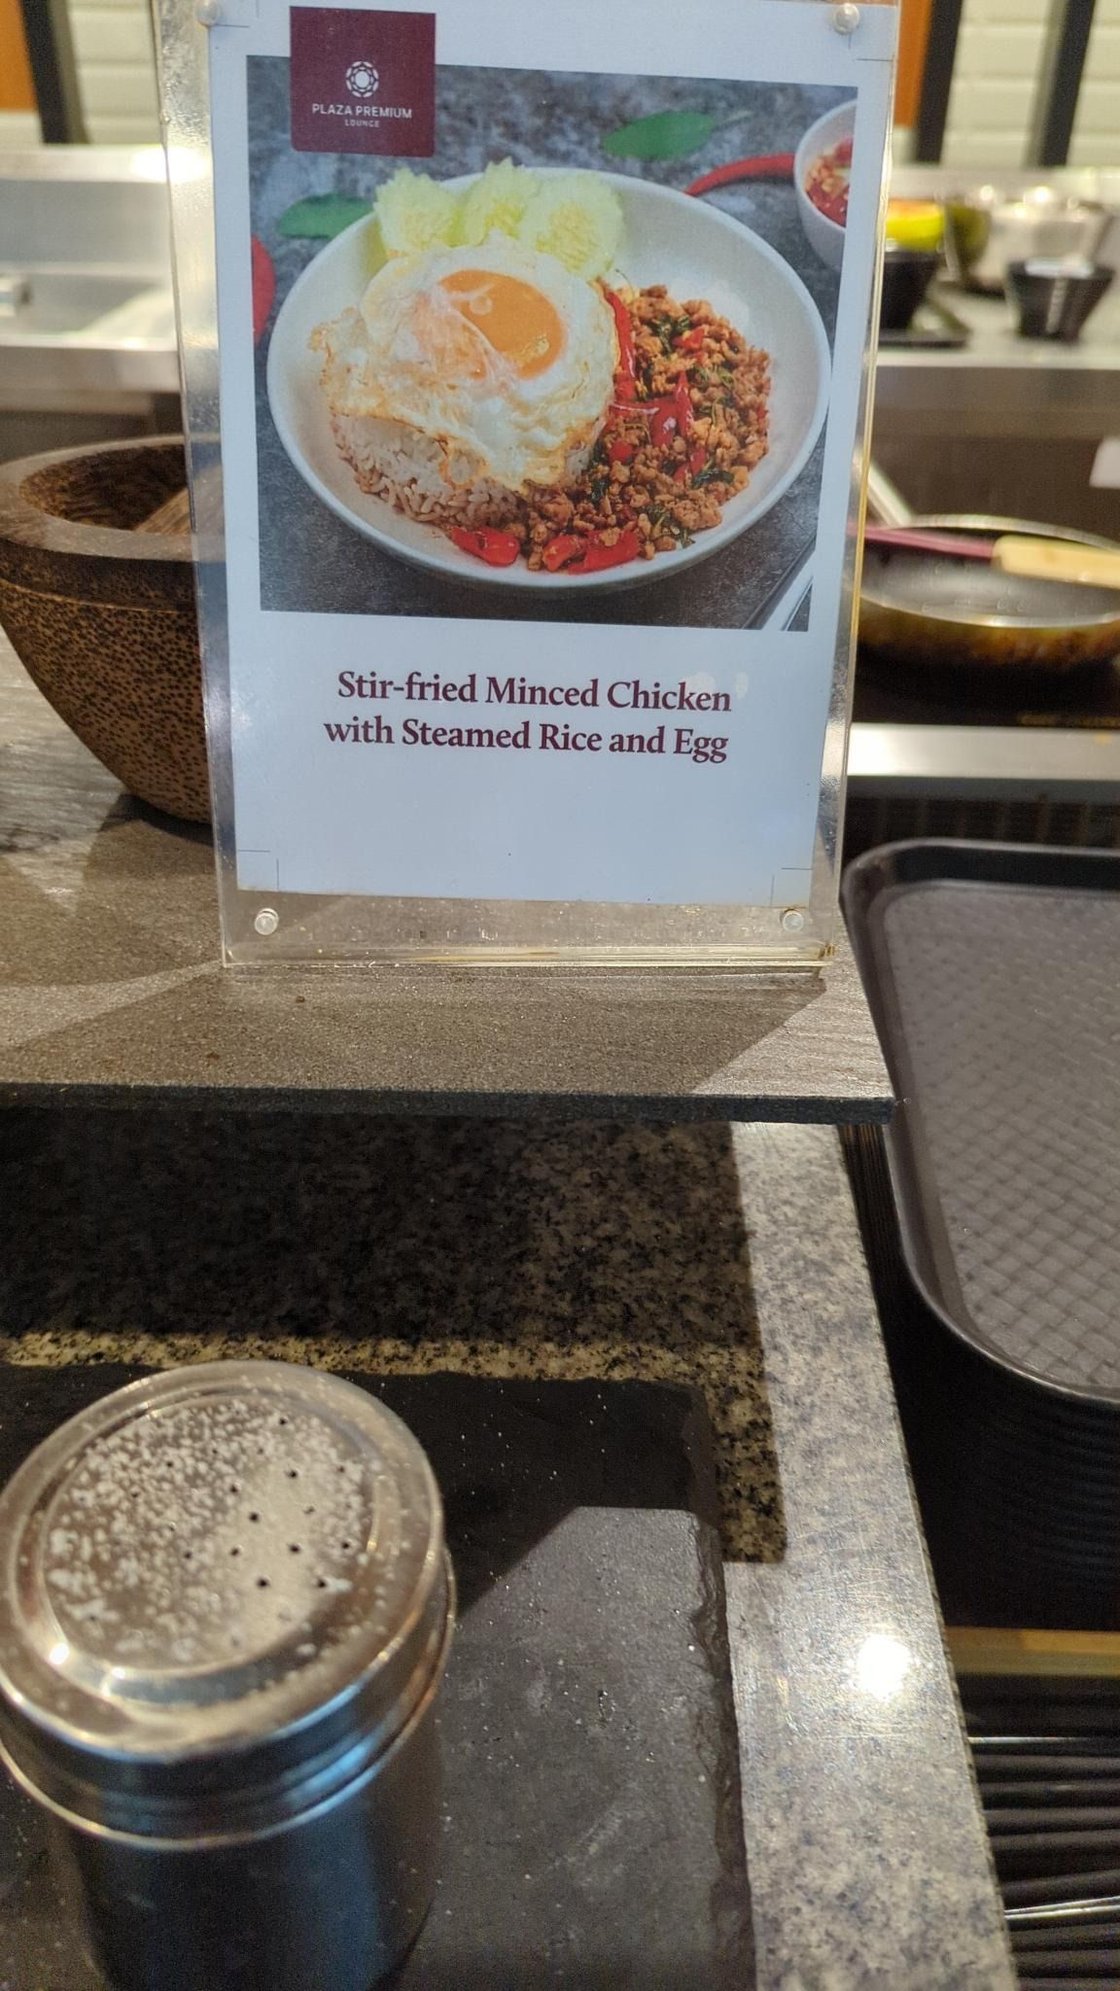 PLAZA PREMIUM
LOUNGE
Stir-fried Minced Chicken
with Steamed Rice and Egg